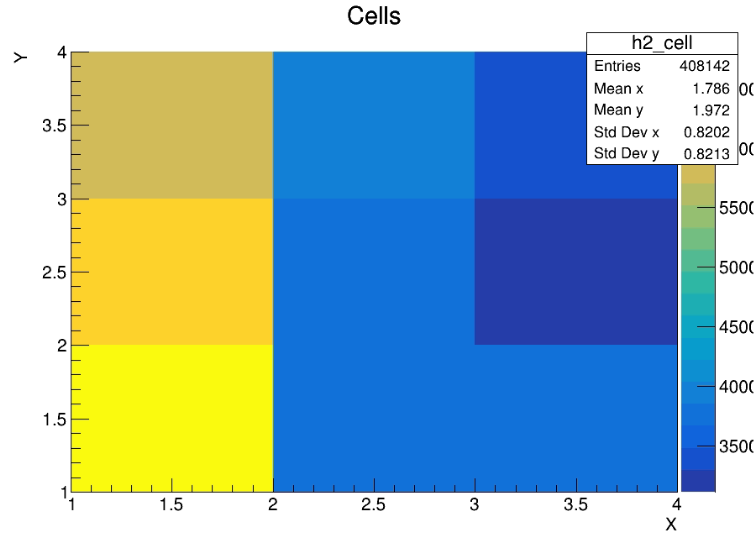 Cells
h2_cell
Entries 408142
Mean x 1.786
Mean y 1.972
Std Dev x 0.8202
Std Dev y 0.8213
Y
4
3.5
3
2.5
2
1.5
1
1 1.5 2 2.5 3 3.5 4
X
5500
5000
4500
4000
3500